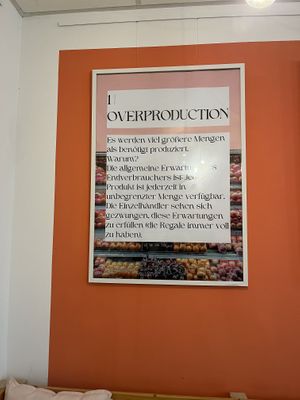 1
OVERPRODUCTION
Es werden viel größere Mengen
als benötigt produziert.
Warum?
Die allgemeine Erwartung des
Endverbrauchers ist: Jedes
Produkt ist jederzeit in
unbegrenzter Menge verfügbar.
Die Einzelhändler sehen sich
gezwungen, diese Erwartungen
zu erfüllen (die Regale immer voll
zu haben).